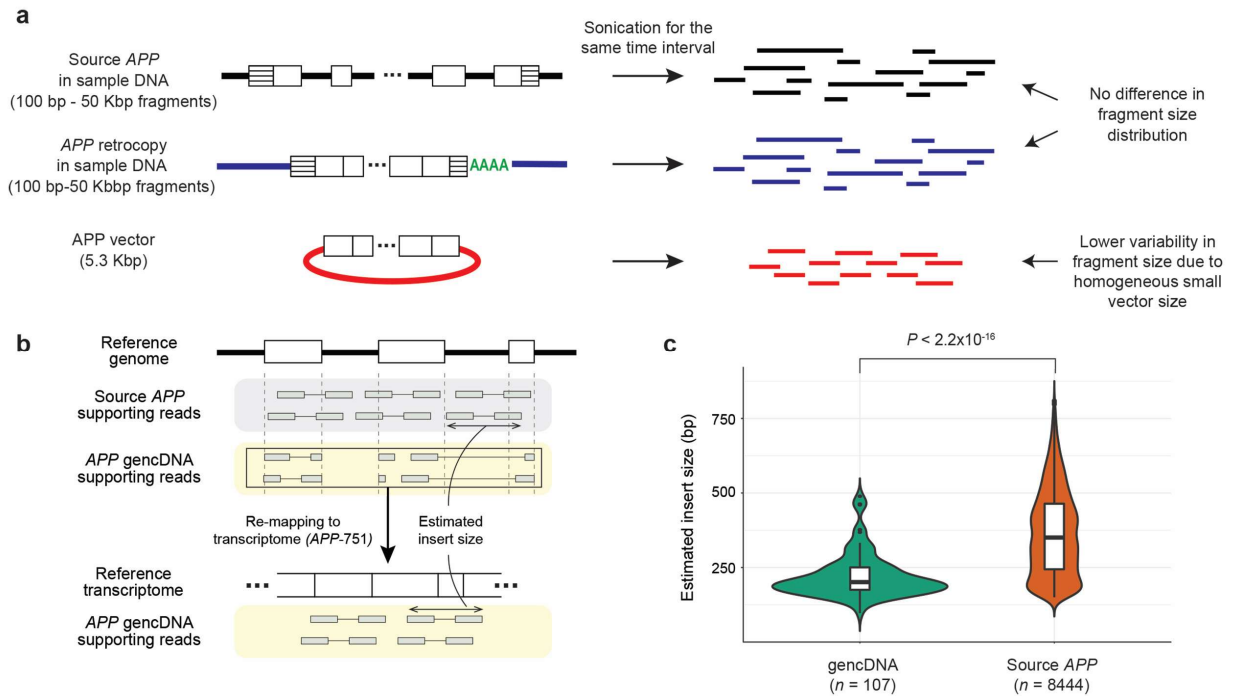 a
Source APP
in sample DNA
(100 bp - 50 Kbp fragments)
Sonication for the
same time interval
No difference in
fragment size
distribution
APP retrocopy
in sample DNA
(100 bp-50 Kbbp fragments)
AAAA
APP vector
(5.3 Kbp)
Lower variability in
fragment size due to
homogeneous small
vector size
b
Reference
genome
Source APP
supporting reads
APP gencDNA
supporting reads
Re-mapping to
transcriptome (APP-751)
Estimated
insert size
Reference
transcriptome
APP gencDNA
supporting reads
c
P < 2.2x10⁻¹⁶
Estimated insert size (bp)
750
500
250
gencDNA
(n = 107)
Source APP
(n = 8444)